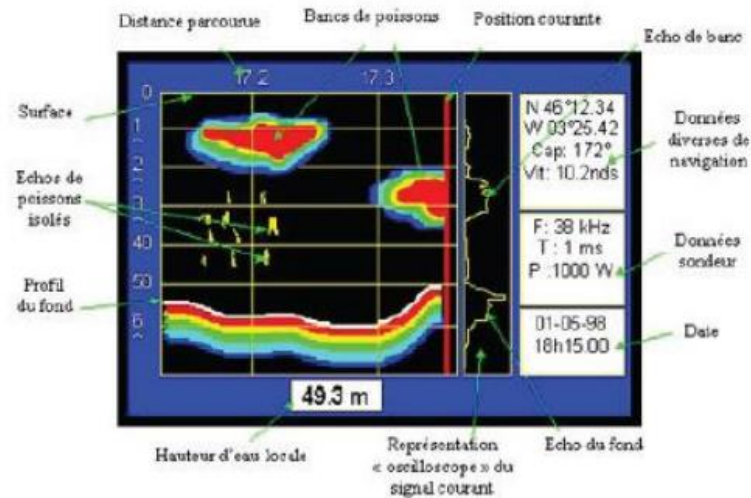 Distance parcourue
Bancs de poissons
Position courante
Echo de banc
17.2
17.3
Surface
0
1
2
30
40
50
6
Echos de
poissons
isolés
Profil
du fond
N 46°12.34
W 03°25.42
Cap: 172°
Vit: 10.2nds
Données
diverses de
navigation
F: 38 kHz
T : 1 ms
P :1000 W
Données
sondeur
01-05-98
18h15:00
Date
49.3 m
Hauteur d'eau locale
Représentation
« oscilloscope » du
signal courant
Echo du fond